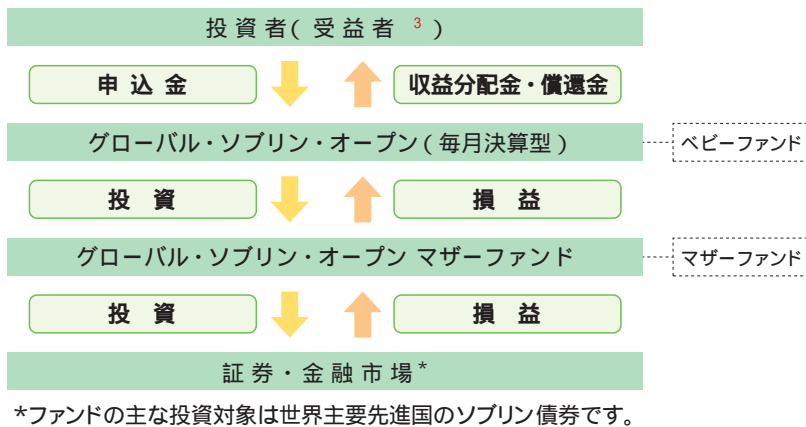 投資者(受益者 3 )
申込金
収益分配金・償還金
グローバル・ソブリン・オープン(毎月決算型)
ベビーファンド
投資
損益
グローバル・ソブリン・オープン マザーファンド
マザーファンド
投資
損益
証券・金融市場*
*ファンドの主な投資対象は世界主要先進国のソブリン債券です。